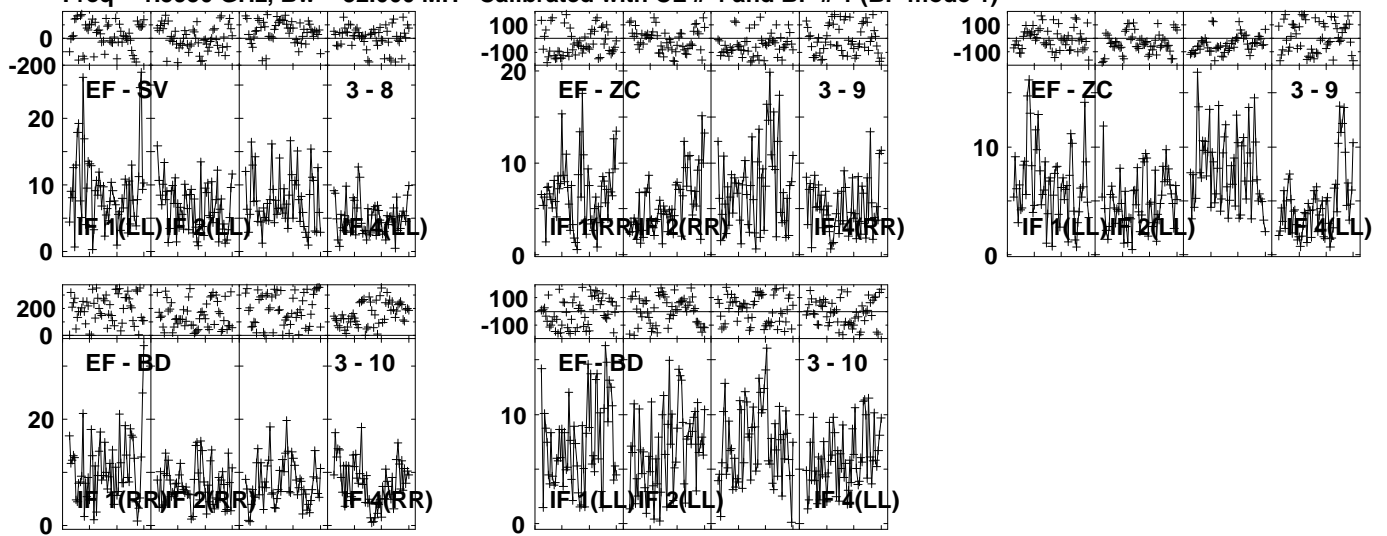 100
0
-100
-200
EF - SV 3 - 8
20
10
0
IF 1(LL) IF 2(LL) IF 4(LL)
100
-100
20
EF - ZC 3 - 9
10
0
IF 1(RR) IF 2(RR) IF 4(RR)
100
-100
EF - ZC 3 - 9
10
0
IF 1(LL) IF 2(LL) IF 4(LL)
200
0
EF - BD 3 - 10
20
0
IF 1(RR) IF 2(RR) IF 4(RR)
100
-100
EF - BD 3 - 10
10
0
IF 1(LL) IF 2(LL) IF 4(LL)